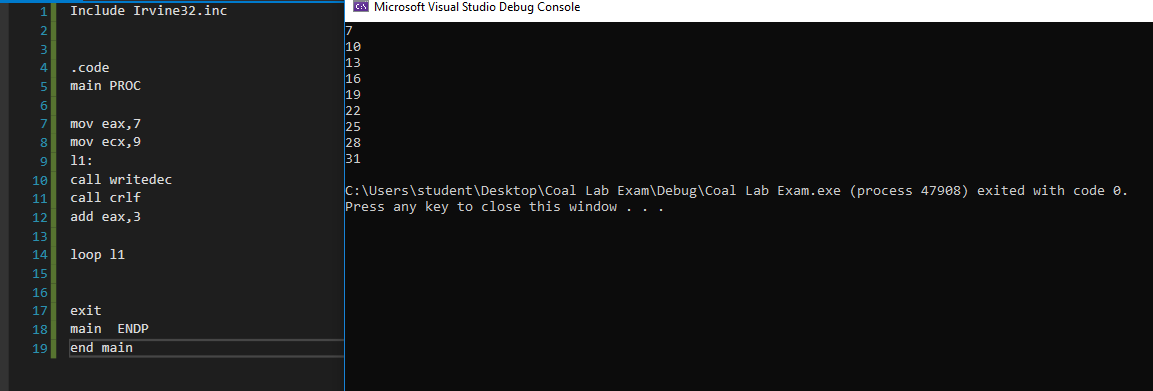 1 Include Irvine32.inc
2
3
4 .code
5 main PROC
6
7 mov eax,7
8 mov ecx,9
9 l1:
10 call writedec
11 call crlf
12 add eax,3
13
14 loop l1
15
16
17 exit
18 main  ENDP
19 end main
C:\ Microsoft Visual Studio Debug Console
7
10
13
16
19
22
25
28
31
C:\Users\student\Desktop\Coal Lab Exam\Debug\Coal Lab Exam.exe (process 47908) exited with code 0.
Press any key to close this window . . .